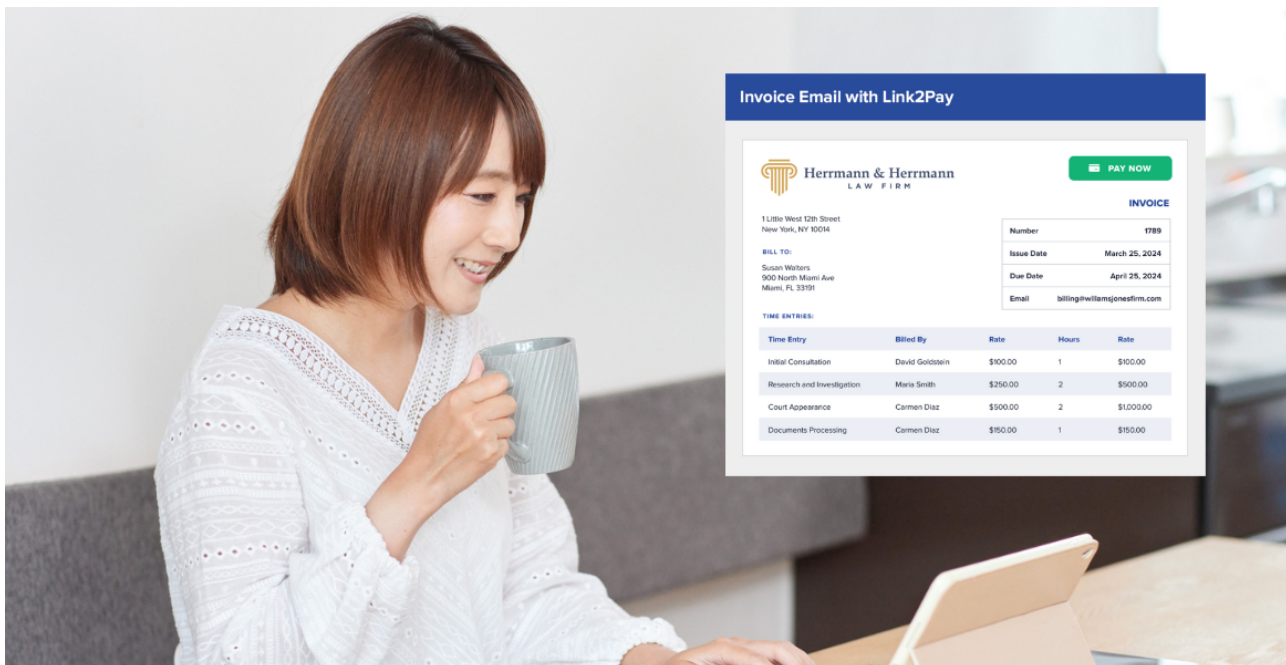 Invoice Email with Link2Pay
Herrmann & Herrmann
LAW FIRM
PAY NOW
INVOICE
1 Little West 12th Street
New York, NY 10014
Number 1789
Issue Date March 25, 2024
Due Date April 25, 2024
Email billing@willamsjonesfirm.com
BILL TO:
Susan Walters
900 North Miami Ave
Miami, FL 33191
TIME ENTRIES:
Time Entry Billed By Rate Hours Rate
Initial Consultation David Goldstein $100.00 1 $100.00
Research and Investigation Maria Smith $250.00 2 $500.00
Court Appearance Carmen Diaz $500.00 2 $1,000.00
Documents Processing Carmen Diaz $150.00 1 $150.00